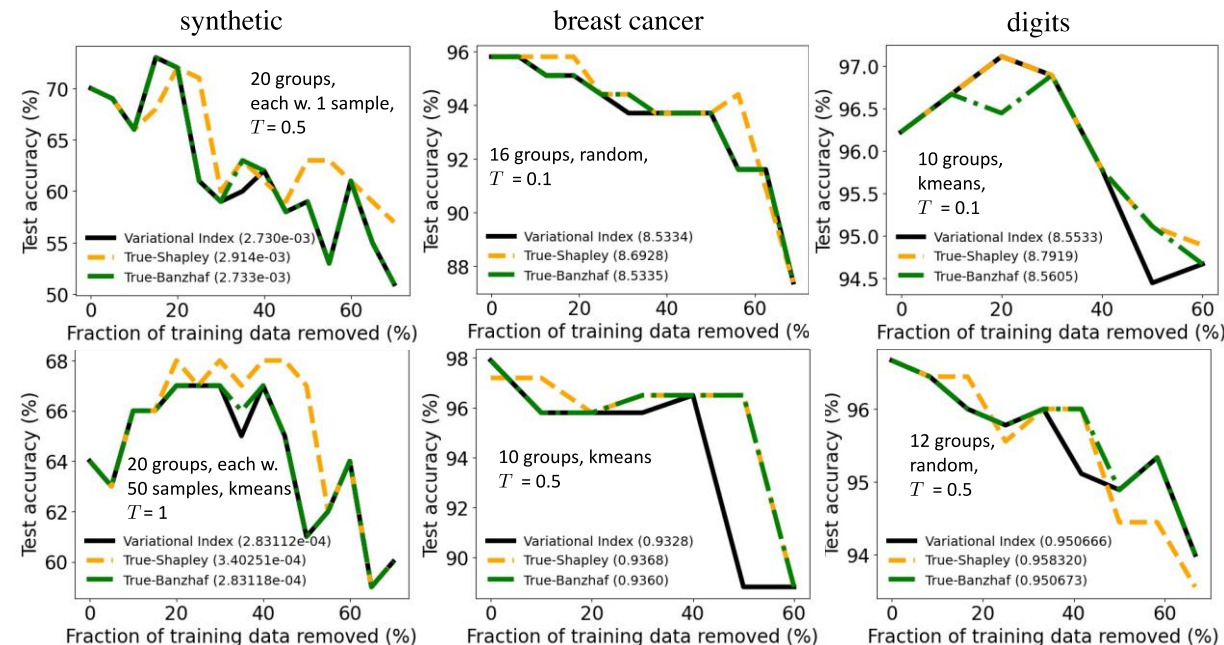 synthetic
breast cancer
digits
Test accuracy (%)
70
65
60
55
50
20 groups,
each w. 1 sample,
T = 0.5
Variational Index (2.730e-03)
True-Shapley (2.914e-03)
True-Banzhaf (2.733e-03)
0 20 40 60
Fraction of training data removed (%)
Test accuracy (%)
96
94
92
90
88
16 groups, random,
T = 0.1
Variational Index (8.5334)
True-Shapley (8.6928)
True-Banzhaf (8.5335)
0 20 40 60
Fraction of training data removed (%)
Test accuracy (%)
97.0
96.5
96.0
95.5
95.0
94.5
10 groups,
kmeans,
T = 0.1
Variational Index (8.5533)
True-Shapley (8.7919)
True-Banzhaf (8.5605)
0 20 40 60
Fraction of training data removed (%)
Test accuracy (%)
68
66
64
62
60
20 groups, each w.
50 samples, kmeans
T = 1
Variational Index (2.83112e-04)
True-Shapley (3.40251e-04)
True-Banzhaf (2.83118e-04)
0 20 40 60
Fraction of training data removed (%)
Test accuracy (%)
98
96
94
92
90
10 groups, kmeans
T = 0.5
Variational Index (0.9328)
True-Shapley (0.9368)
True-Banzhaf (0.9360)
0 20 40 60
Fraction of training data removed (%)
Test accuracy (%)
96
95
94
12 groups,
random,
T = 0.5
Variational Index (0.950666)
True-Shapley (0.958320)
True-Banzhaf (0.950673)
0 20 40 60
Fraction of training data removed (%)